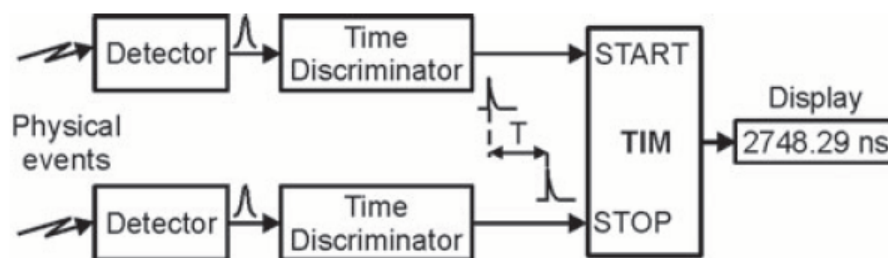 Detector
Time
Discriminator
START
Physical
events
T
TIM
Display
2748.29 ns
Detector
Time
Discriminator
STOP